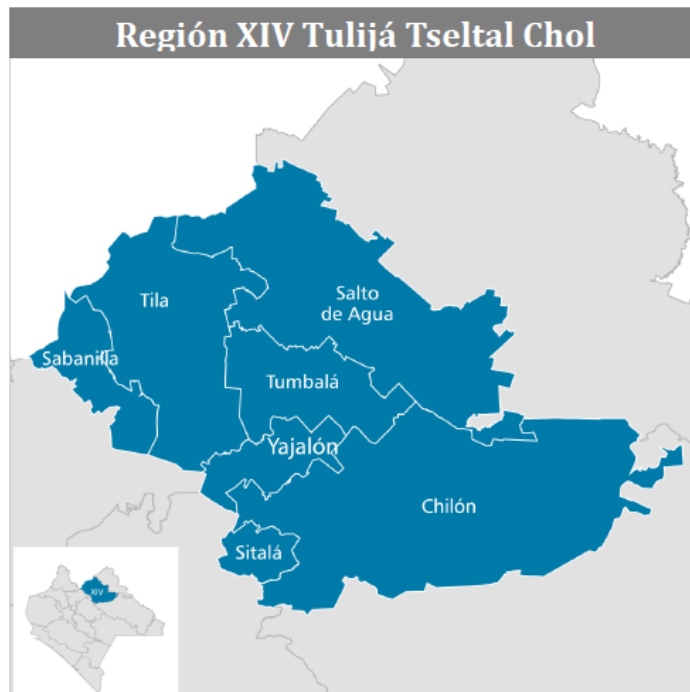 Región XIV Tulijá Tseltal Chol
Tila
Salto
de Agua
Sabanilla
Tumbalá
Yajalón
Chilón
Sitalá
XIV